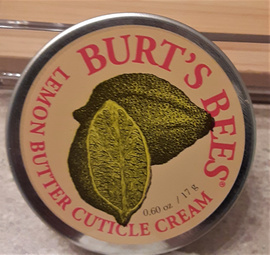 BURT'S BEES®
LEMON BUTTER CUTICLE CREAM
0.60 oz / 17 g